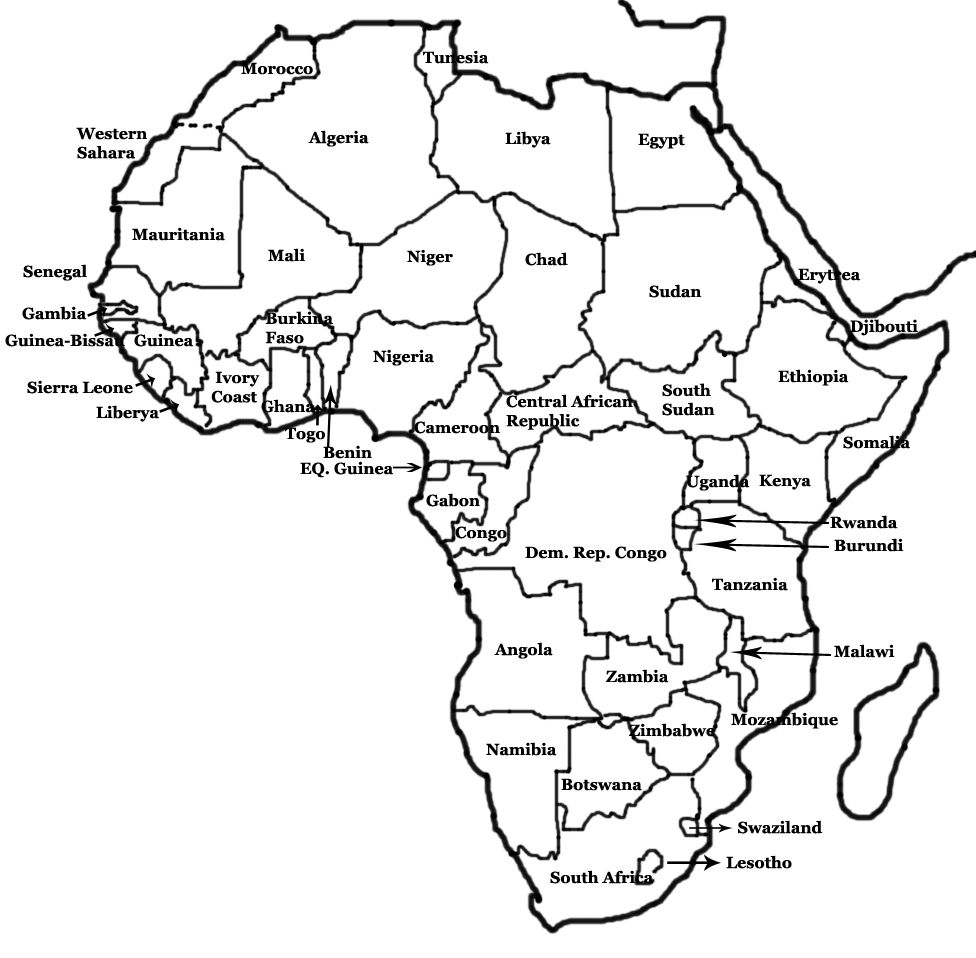 Tunesia
Morocco
Western
Sahara
Algeria
Libya
Egypt
Mauritania
Mali
Niger
Chad
Senegal
Erytrea
Sudan
Gambia
Burkina
Faso
Djibouti
Guinea-Bissau
Guinea
Nigeria
Ivory
Coast
Ethiopia
Sierra Leone
South
Sudan
Central African
Republic
Ghana
Liberya
Cameroon
Togo
Somalia
Benin
EQ. Guinea
Uganda
Kenya
Gabon
Rwanda
Congo
Burundi
Dem. Rep. Congo
Tanzania
Angola
Malawi
Zambia
Mozambique
Zimbabwe
Namibia
Botswana
Swaziland
Lesotho
South Africa